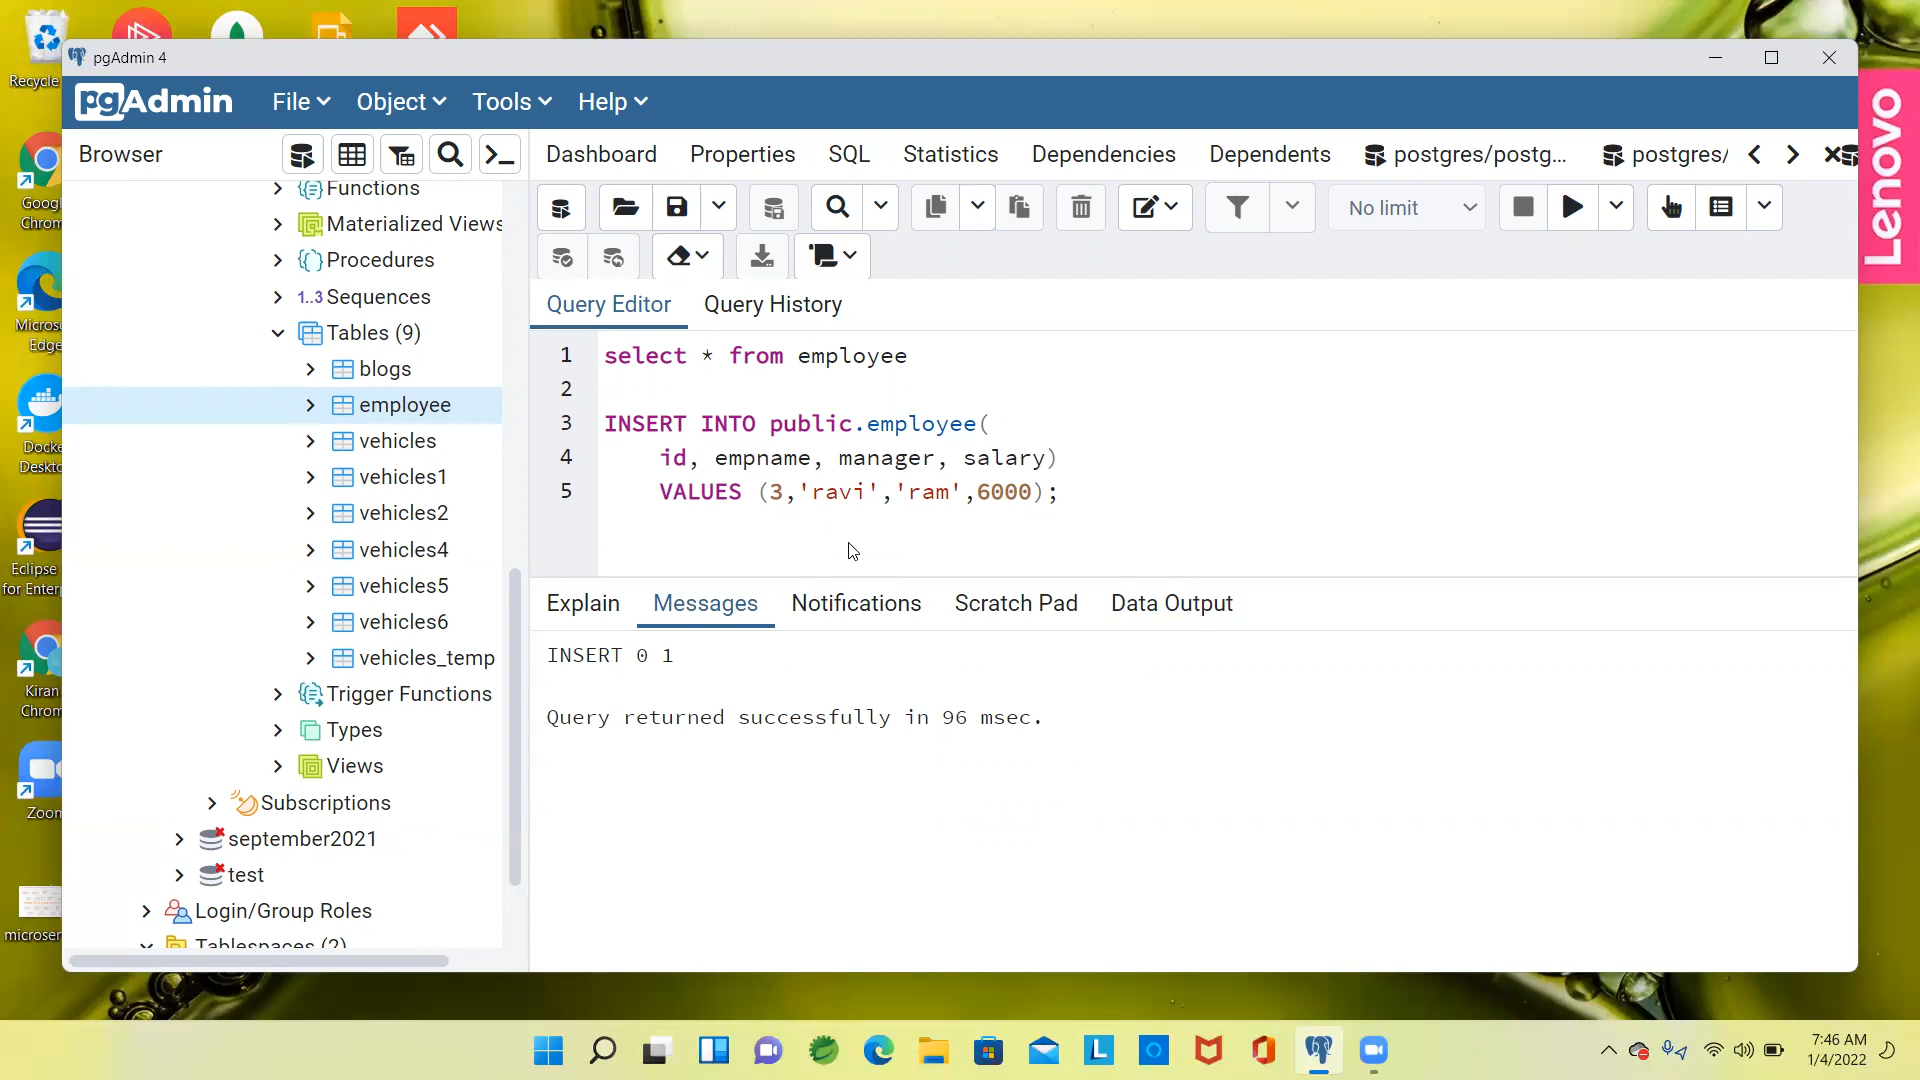 Recycle
pgAdmin 4
pgAdmin
File
Object
Tools
Help
Browser
Dashboard
Properties
SQL
Statistics
Dependencies
Dependents
postgres/postg...
postgres/
Lenovo
Functions
Materialized Views
Procedures
1..3 Sequences
Tables (9)
blogs
employee
vehicles
vehicles1
vehicles2
vehicles4
vehicles5
vehicles6
vehicles_temp
Trigger Functions
Types
Views
Subscriptions
september2021
test
Login/Group Roles
Tablespaces (2)
No limit
Query Editor
Query History
1 select * from employee
2
3 INSERT INTO public.employee(
4 id, empname, manager, salary)
5 VALUES (3,'ravi','ram',6000);
Explain
Messages
Notifications
Scratch Pad
Data Output
INSERT 0 1
Query returned successfully in 96 msec.
Goog
Chrom
Micros
Edge
Docke
Deskto
Eclipse
for Enter
Kiran
Chrom
Zoom
microser
L
7:46 AM
1/4/2022